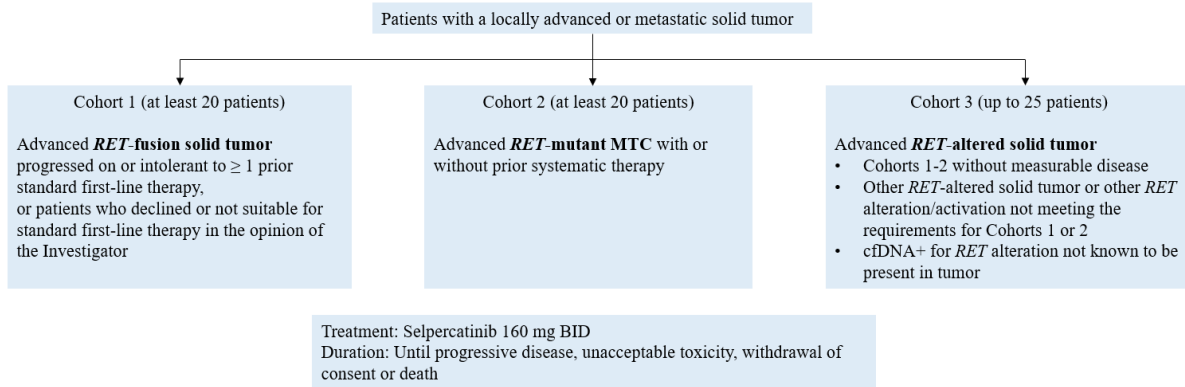 Patients with a locally advanced or metastatic solid tumor
Cohort 1 (at least 20 patients)
Advanced RET-fusion solid tumor
progressed on or intolerant to ≥ 1 prior
standard first-line therapy,
or patients who declined or not suitable for
standard first-line therapy in the opinion of
the Investigator
Cohort 2 (at least 20 patients)
Advanced RET-mutant MTC with or
without prior systematic therapy
Cohort 3 (up to 25 patients)
Advanced RET-altered solid tumor
• Cohorts 1-2 without measurable disease
• Other RET-altered solid tumor or other RET
alteration/activation not meeting the
requirements for Cohorts 1 or 2
• cfDNA+ for RET alteration not known to be
present in tumor
Treatment: Selpercatinib 160 mg BID
Duration: Until progressive disease, unacceptable toxicity, withdrawal of
consent or death